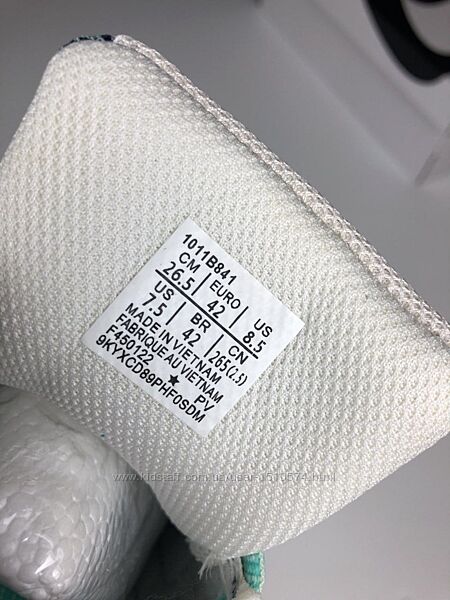 1011B841
CM | EURO | US
26.5 | 42 | 8.5
US | BR | CN
7.5 | 42 | 265(2.5)
MADE IN VIETNAM
FABRIQUE AU VIETNAM
F450122 ★ PV
9KYXCD89PHF0SDM